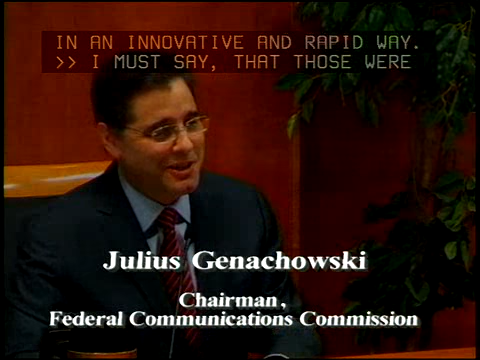 IN AN INNOVATIVE AND RAPID WAY.
>> I MUST SAY, THAT THOSE WERE
Julius Genachowski
Chairman,
Federal Communications Commission